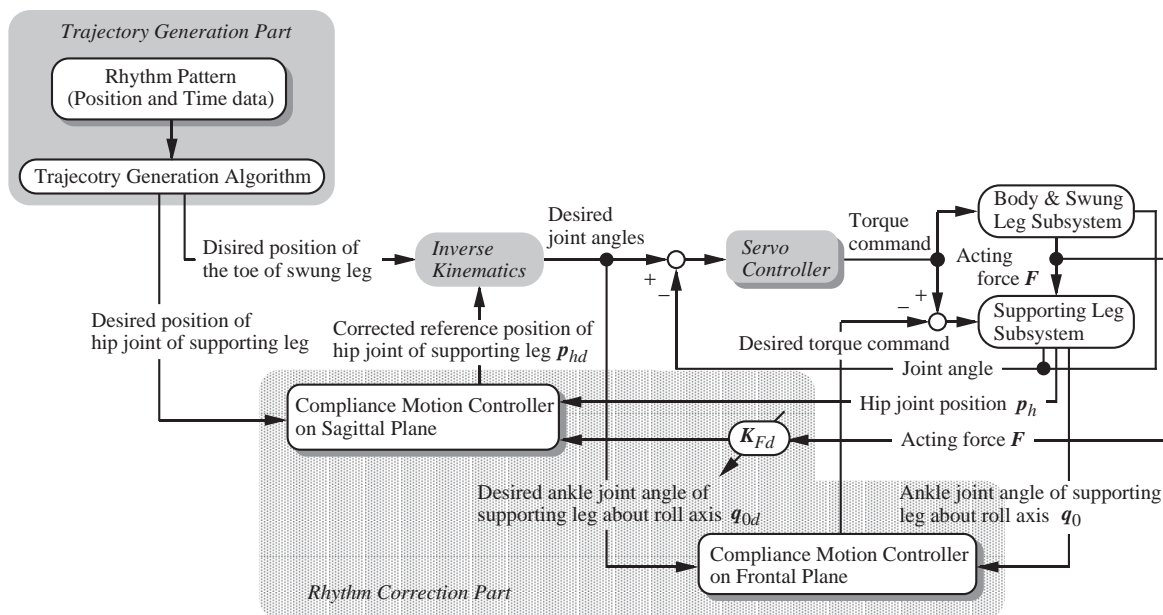 Trajectory Generation Part
Rhythm Pattern
(Position and Time data)
Trajecotry Generation Algorithm
Disired position of
the toe of swung leg
Inverse
Kinematics
Desired
joint angles
+
−
Servo
Controller
Torque
command
Body & Swung
Leg Subsystem
Acting
force F
− +
Supporting Leg
Subsystem
Desired torque command
Joint angle
Desired position of
hip joint of supporting leg
Corrected reference position of
hip joint of supporting leg p_hd
Compliance Motion Controller
on Sagittal Plane
Hip joint position p_h
K_Fd
Acting force F
Desired ankle joint angle of
supporting leg about roll axis q_0d
Ankle joint angle of supporting
leg about roll axis q_0
Compliance Motion Controller
on Frontal Plane
Rhythm Correction Part